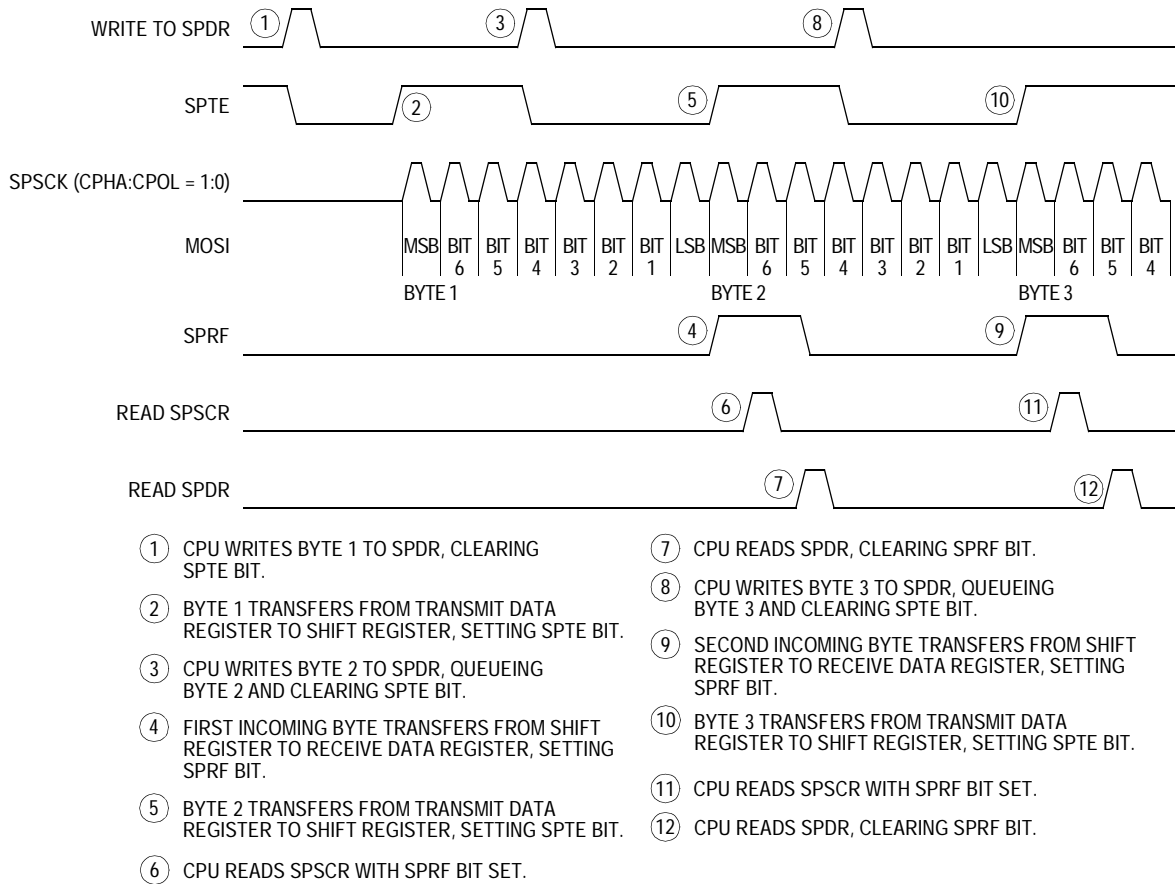 WRITE TO SPDR
1
3
8
SPTE
2
5
10
SPSCK (CPHA:CPOL = 1:0)
MOSI
MSB BIT 6 BIT 5 BIT 4 BIT 3 BIT 2 BIT 1 LSB MSB BIT 6 BIT 5 BIT 4 BIT 3 BIT 2 BIT 1 LSB MSB BIT 6 BIT 5 BIT 4
BYTE 1
BYTE 2
BYTE 3
SPRF
4
9
READ SPSCR
6
11
READ SPDR
7
12
1 CPU WRITES BYTE 1 TO SPDR, CLEARING
SPTE BIT.
2 BYTE 1 TRANSFERS FROM TRANSMIT DATA
REGISTER TO SHIFT REGISTER, SETTING SPTE BIT.
3 CPU WRITES BYTE 2 TO SPDR, QUEUEING
BYTE 2 AND CLEARING SPTE BIT.
4 FIRST INCOMING BYTE TRANSFERS FROM SHIFT
REGISTER TO RECEIVE DATA REGISTER, SETTING
SPRF BIT.
5 BYTE 2 TRANSFERS FROM TRANSMIT DATA
REGISTER TO SHIFT REGISTER, SETTING SPTE BIT.
6 CPU READS SPSCR WITH SPRF BIT SET.
7 CPU READS SPDR, CLEARING SPRF BIT.
8 CPU WRITES BYTE 3 TO SPDR, QUEUEING
BYTE 3 AND CLEARING SPTE BIT.
9 SECOND INCOMING BYTE TRANSFERS FROM SHIFT
REGISTER TO RECEIVE DATA REGISTER, SETTING
SPRF BIT.
10 BYTE 3 TRANSFERS FROM TRANSMIT DATA
REGISTER TO SHIFT REGISTER, SETTING SPTE BIT.
11 CPU READS SPSCR WITH SPRF BIT SET.
12 CPU READS SPDR, CLEARING SPRF BIT.